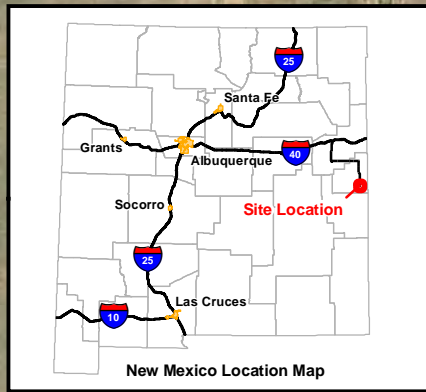 25
Santa Fe
Grants
Albuquerque
40
Socorro
Site Location
25
Las Cruces
10
New Mexico Location Map